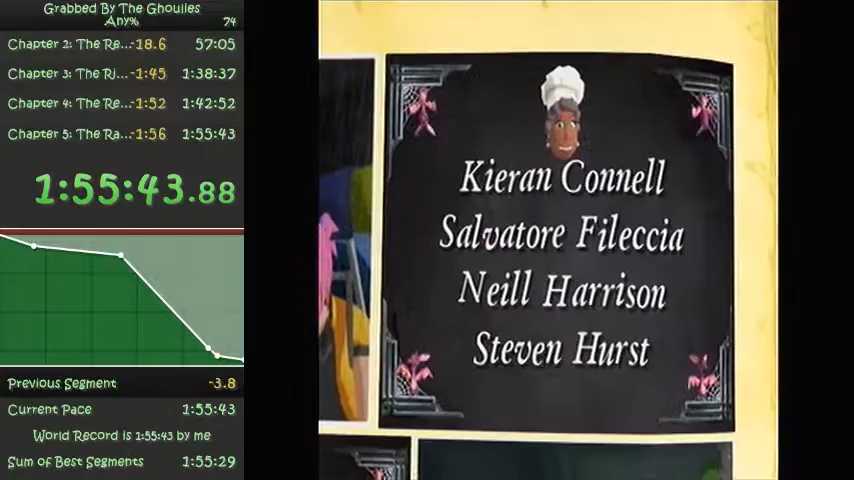 Grabbed By The Ghoulies
Any% 74
Chapter 2: The Re... -18.6 57:05
Chapter 3: The Ri... -1:45 1:38:37
Chapter 4: The Re... -1:52 1:42:52
Chapter 5: The Ra... -1:56 1:55:43
1:55:43.88
Previous Segment -3.8
Current Pace 1:55:43
World Record is 1:55:43 by me
Sum of Best Segments 1:55:29
Kieran Connell
Salvatore Fileccia
Neill Harrison
Steven Hurst